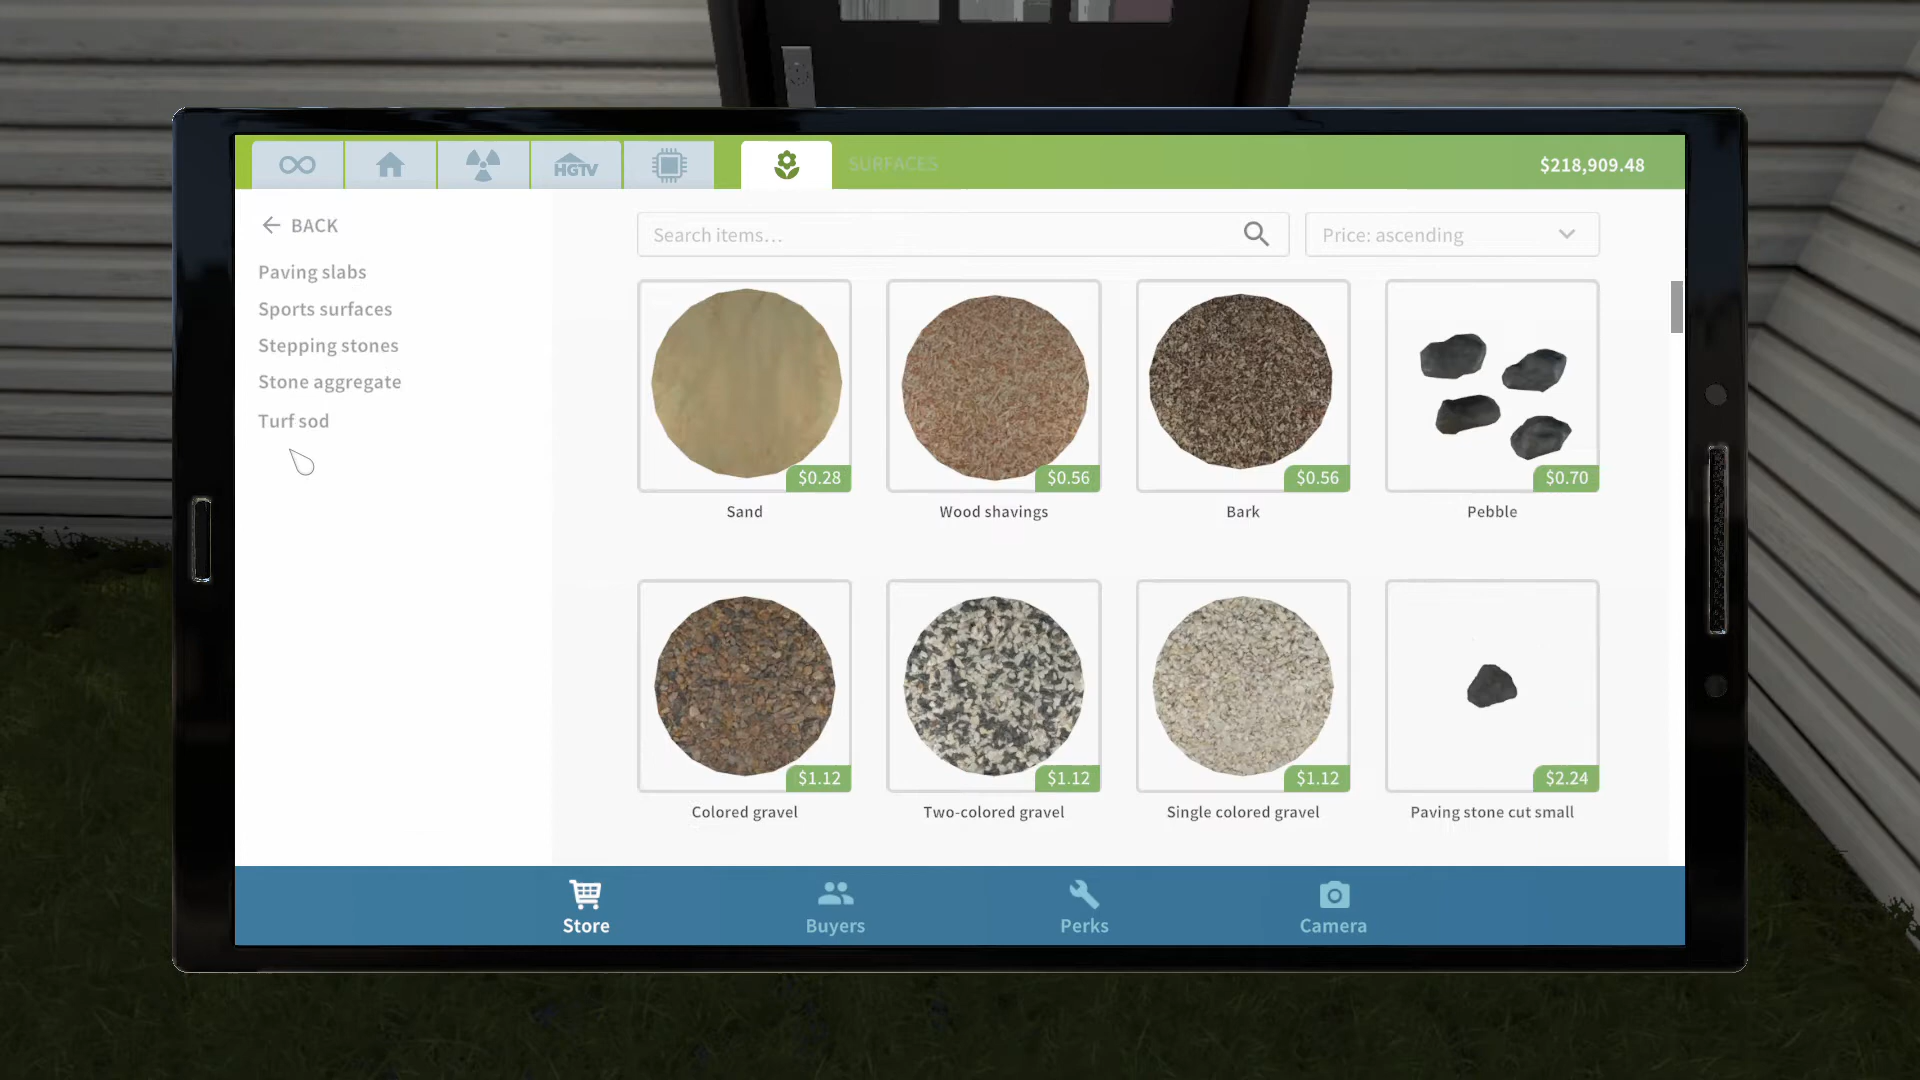 HGTV
SURFACES
$218,909.48
BACK
Paving slabs
Sports surfaces
Stepping stones
Stone aggregate
Turf sod
Search items...
Price: ascending
$0.28
$0.56
$0.56
$0.70
Sand
Wood shavings
Bark
Pebble
$1.12
$1.12
$1.12
$2.24
Colored gravel
Two-colored gravel
Single colored gravel
Paving stone cut small
Store
Buyers
Perks
Camera